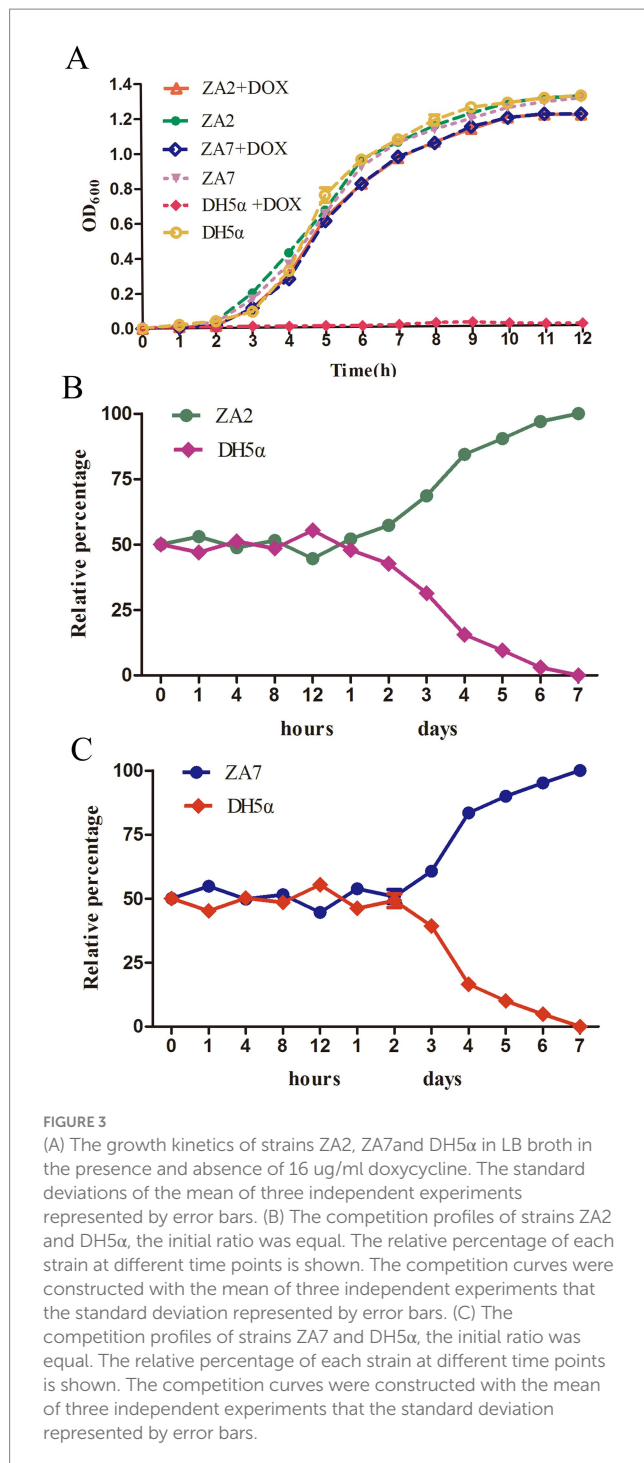 A
1.4
1.2
1.0
0.8
0.6
0.4
0.2
0.0
OD600
ZA2+DOX
ZA2
ZA7+DOX
ZA7
DH5α +DOX
DH5α
0 1 2 3 4 5 6 7 8 9 10 11 12
Time(h)
B
100
75
50
25
0
Relative percentage
ZA2
DH5α
0 1 4 8 12 1 2 3 4 5 6 7
hours days
C
100
75
50
25
0
Relative percentage
ZA7
DH5α
0 1 4 8 12 1 2 3 4 5 6 7
hours days
FIGURE 3
(A) The growth kinetics of strains ZA2, ZA7and DH5α in LB broth in
the presence and absence of 16 ug/ml doxycycline. The standard
deviations of the mean of three independent experiments
represented by error bars. (B) The competition profiles of strains ZA2
and DH5α, the initial ratio was equal. The relative percentage of each
strain at different time points is shown. The competition curves were
constructed with the mean of three independent experiments that
the standard deviation represented by error bars. (C) The
competition profiles of strains ZA7 and DH5α, the initial ratio was
equal. The relative percentage of each strain at different time points
is shown. The competition curves were constructed with the mean
of three independent experiments that the standard deviation
represented by error bars.